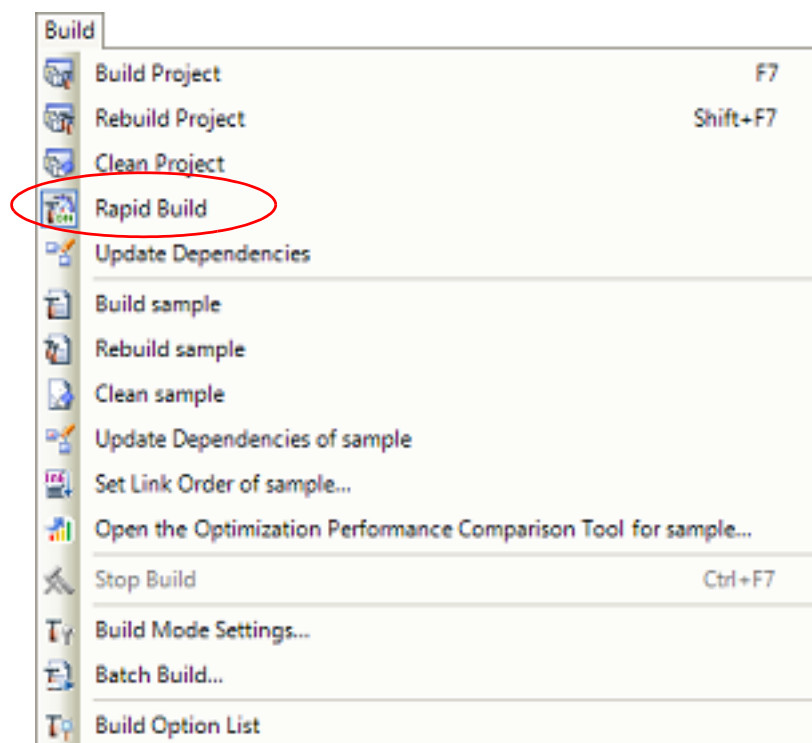 Build
Build Project F7
Rebuild Project Shift+F7
Clean Project
Rapid Build
Update Dependencies
Build sample
Rebuild sample
Clean sample
Update Dependencies of sample
Set Link Order of sample...
Open the Optimization Performance Comparison Tool for sample...
Stop Build Ctrl+F7
Build Mode Settings...
Batch Build...
Build Option List